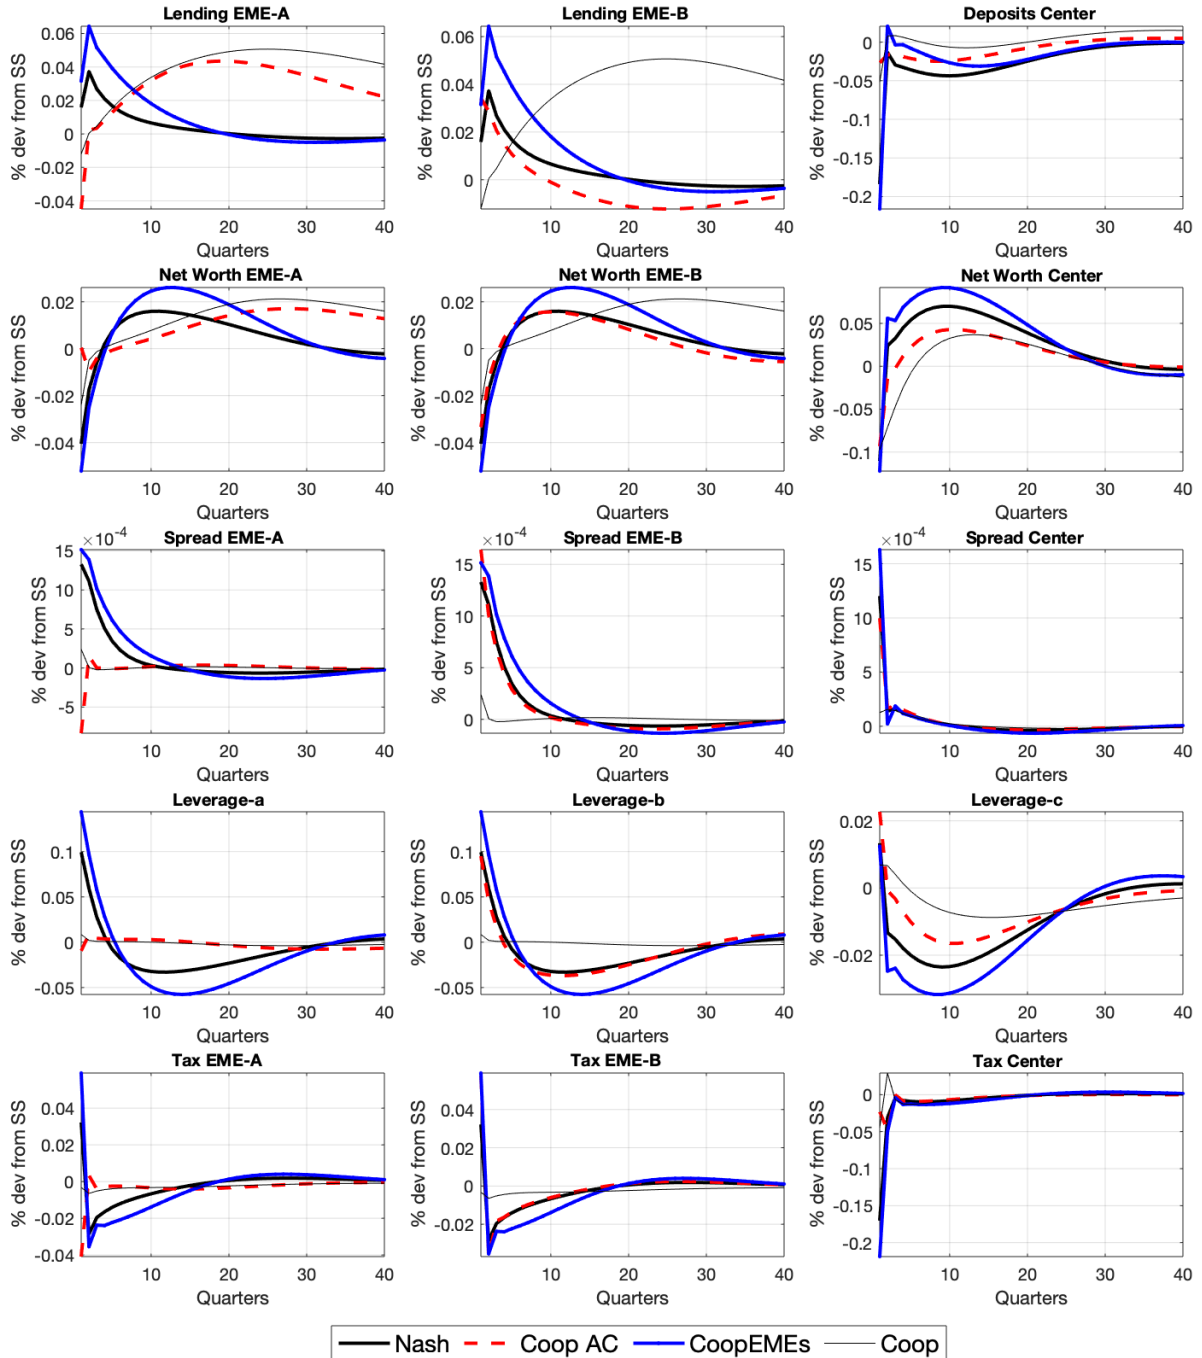 Lending EME-A
Lending EME-B
Deposits Center
% dev from SS
0.06
0.04
0.02
0
-0.02
-0.04
10
20
30
40
Quarters
% dev from SS
0.06
0.04
0.02
0
10
20
30
40
Quarters
% dev from SS
0
-0.05
-0.1
-0.15
-0.2
10
20
30
40
Quarters
Net Worth EME-A
Net Worth EME-B
Net Worth Center
% dev from SS
0.02
0
-0.02
-0.04
10
20
30
40
Quarters
% dev from SS
0.02
0
-0.02
-0.04
10
20
30
40
Quarters
% dev from SS
0.05
0
-0.05
-0.1
10
20
30
40
Quarters
Spread EME-A
Spread EME-B
Spread Center
×10-4
% dev from SS
15
10
5
0
-5
10
20
30
40
Quarters
×10-4
% dev from SS
15
10
5
0
10
20
30
40
Quarters
×10-4
% dev from SS
15
10
5
0
10
20
30
40
Quarters
Leverage-a
Leverage-b
Leverage-c
% dev from SS
0.1
0.05
0
-0.05
10
20
30
40
Quarters
% dev from SS
0.1
0.05
0
-0.05
10
20
30
40
Quarters
% dev from SS
0.02
0
-0.02
10
20
30
40
Quarters
Tax EME-A
Tax EME-B
Tax Center
% dev from SS
0.04
0.02
0
-0.02
-0.04
10
20
30
40
Quarters
% dev from SS
0.04
0.02
0
-0.02
10
20
30
40
Quarters
% dev from SS
0
-0.05
-0.1
-0.15
-0.2
10
20
30
40
Quarters
Nash Coop AC CoopEMEs Coop